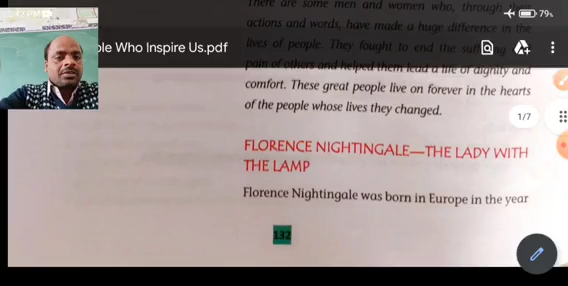 79%
ple Who Inspire Us.pdf
There are some men and women who, through their
actions and words, have made a huge difference in the
lives of people. They fought to end the
pain of others and helped them lead a life of dignity and
comfort. These great people live on forever in the hearts
of the people whose lives they changed.
1/7
FLORENCE NIGHTINGALE—THE LADY WITH
THE LAMP
Florence Nightingale was born in Europe in the year
132